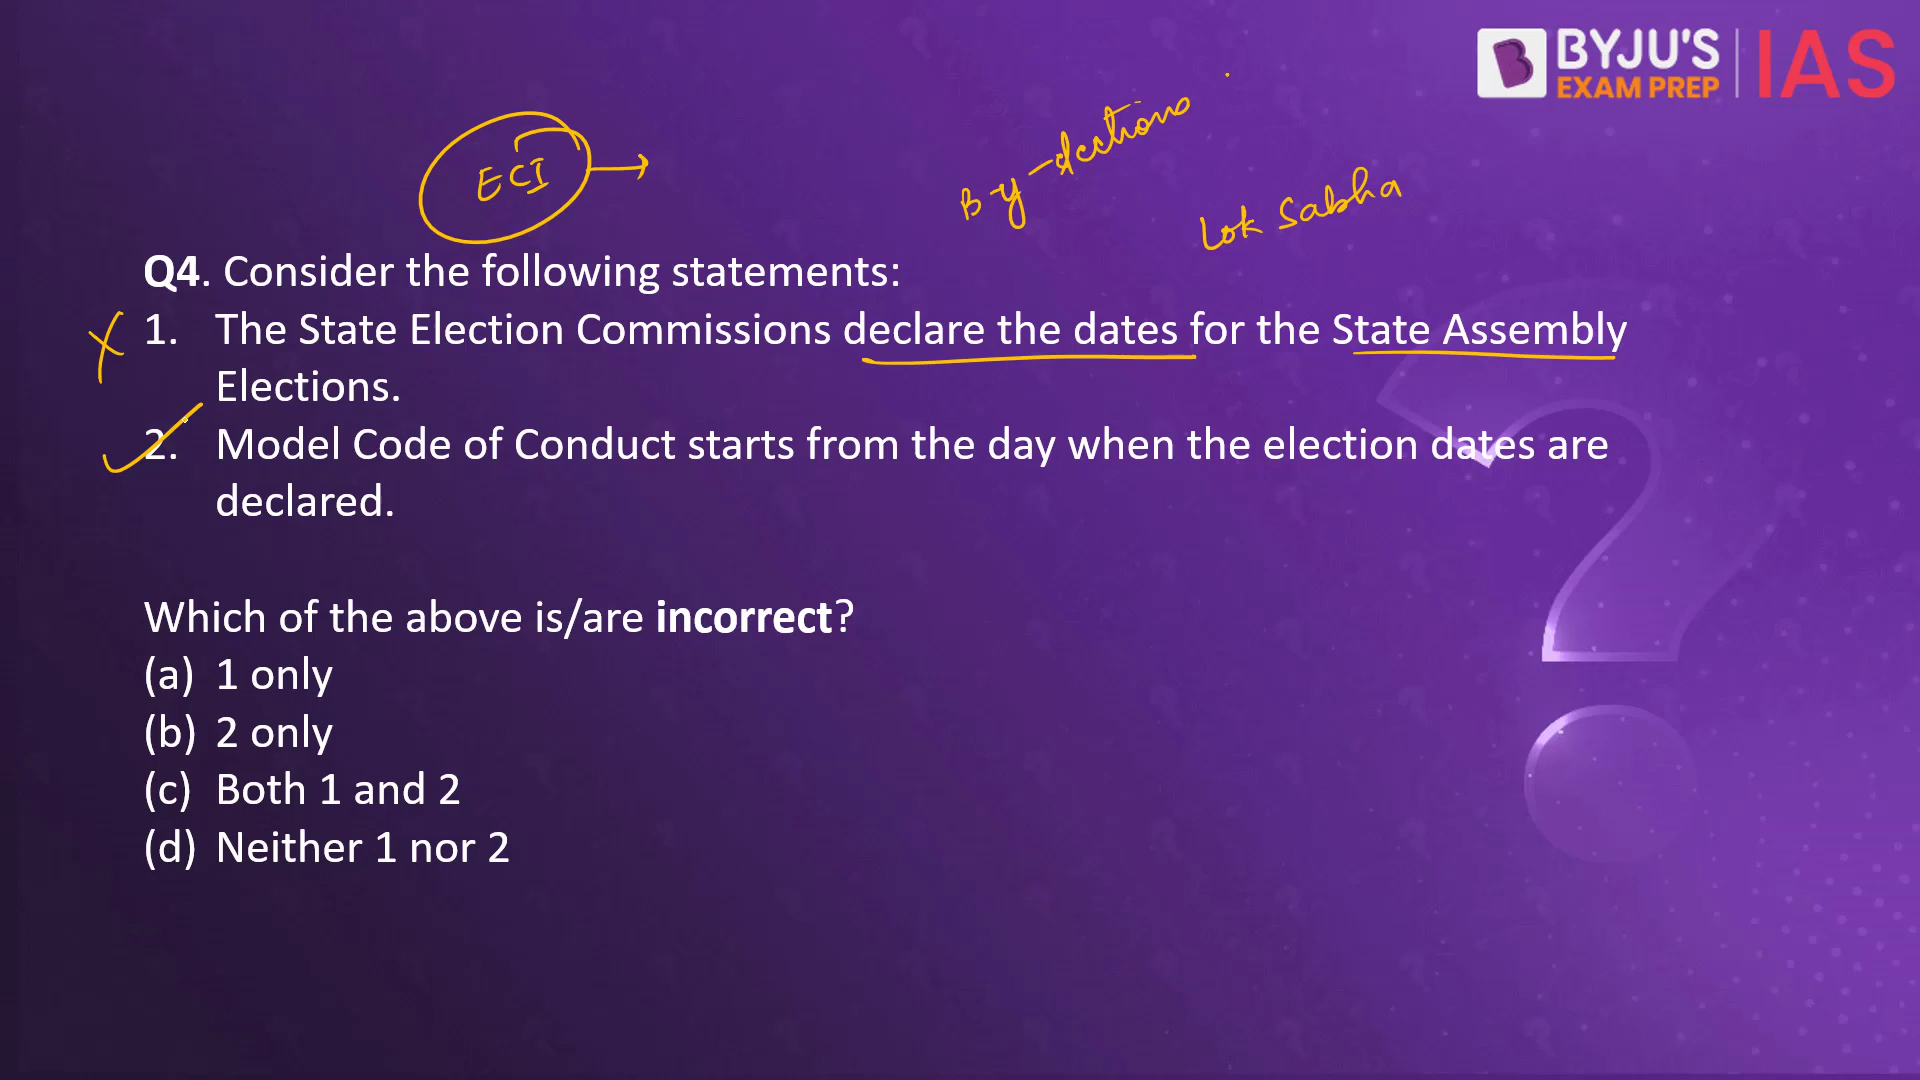 BYJU'S
EXAM PREP
IAS
ECI
By-elections
Lok Sabha
Q4. Consider the following statements:
1. The State Election Commissions declare the dates for the State Assembly
Elections.
2. Model Code of Conduct starts from the day when the election dates are
declared.
Which of the above is/are incorrect?
(a) 1 only
(b) 2 only
(c) Both 1 and 2
(d) Neither 1 nor 2